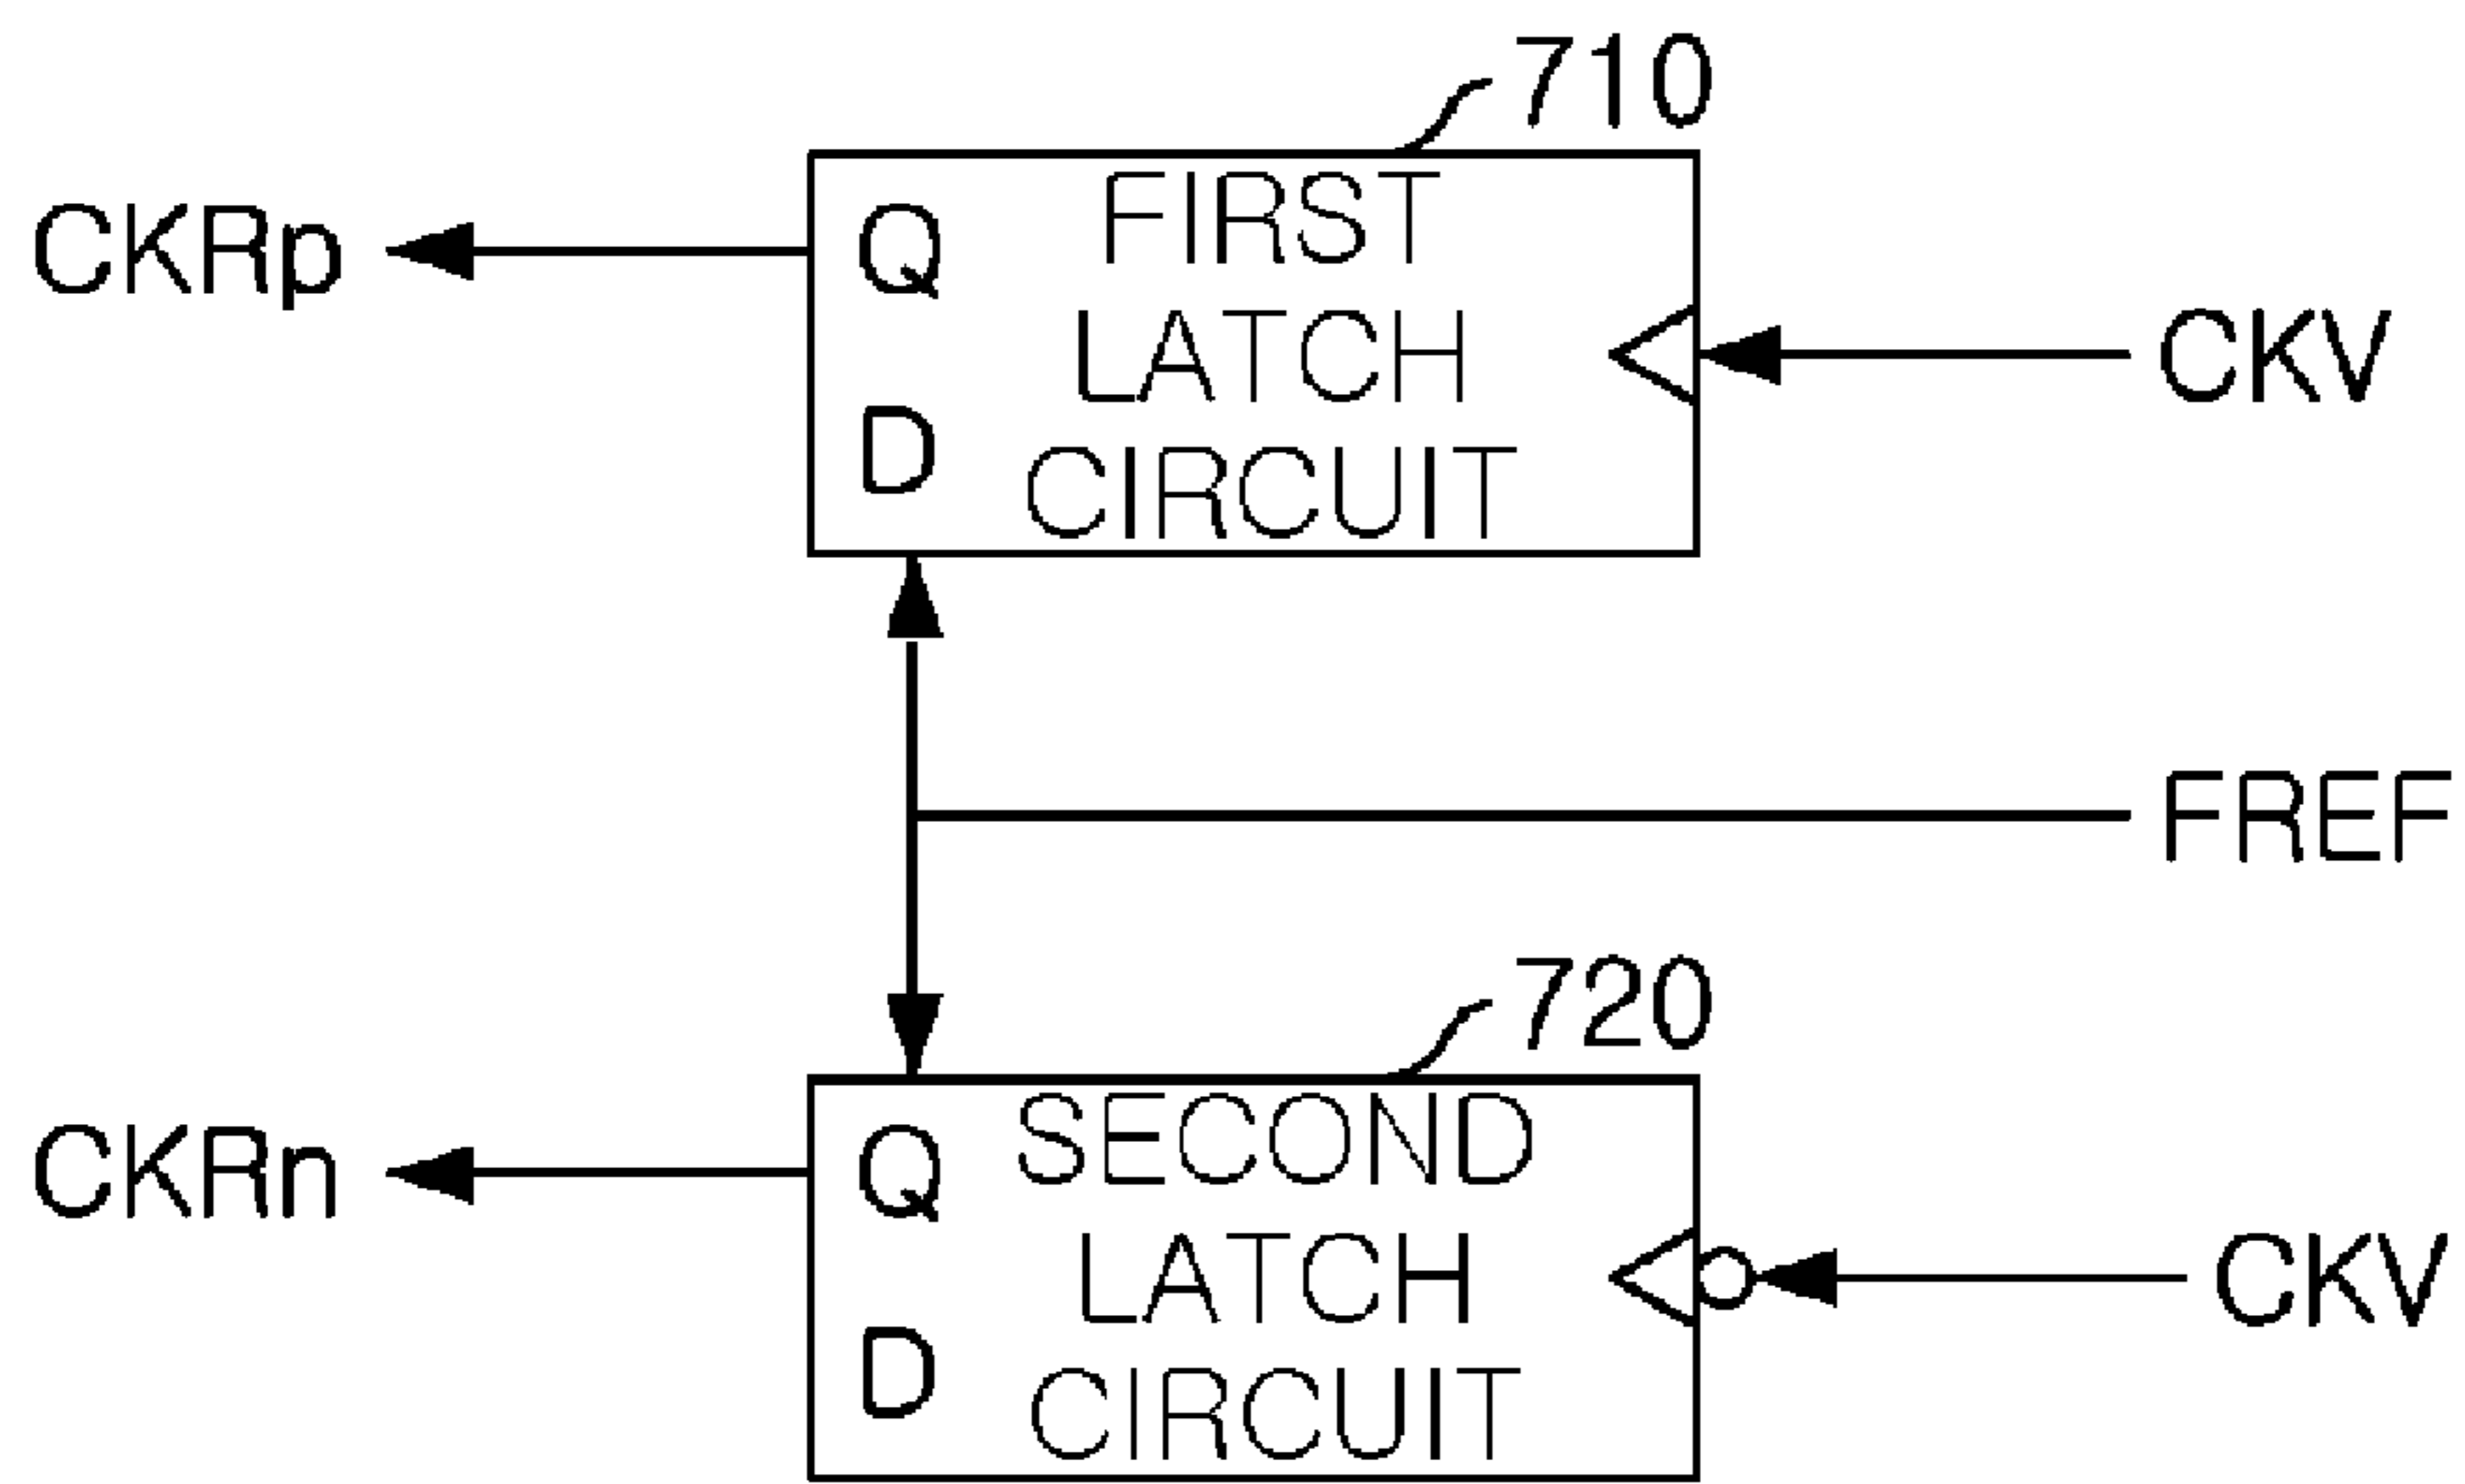 710
CKRp
Q
FIRST
LATCH
CIRCUIT
D
CKV
FREF
720
CKRn
Q
SECOND
LATCH
CIRCUIT
D
CKV